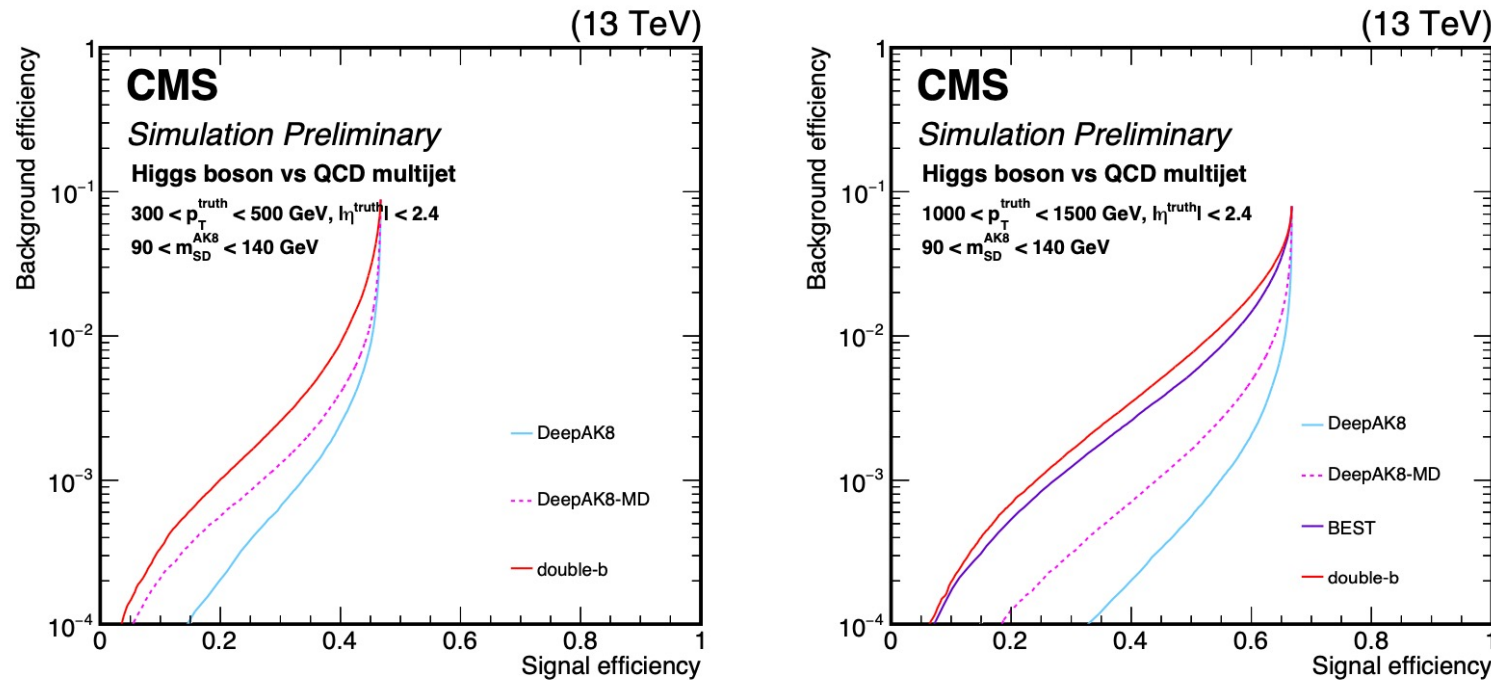 (13 TeV)
Background efficiency
1
10⁻¹
10⁻²
10⁻³
10⁻⁴
CMS
Simulation Preliminary
Higgs boson vs QCD multijet
300 < p_T^truth < 500 GeV, |η^truth| < 2.4
90 < m_SD^AK8 < 140 GeV
DeepAK8
DeepAK8-MD
double-b
0 0.2 0.4 0.6 0.8 1
Signal efficiency
(13 TeV)
Background efficiency
1
10⁻¹
10⁻²
10⁻³
10⁻⁴
CMS
Simulation Preliminary
Higgs boson vs QCD multijet
1000 < p_T^truth < 1500 GeV, |η^truth| < 2.4
90 < m_SD^AK8 < 140 GeV
DeepAK8
DeepAK8-MD
BEST
double-b
0 0.2 0.4 0.6 0.8 1
Signal efficiency